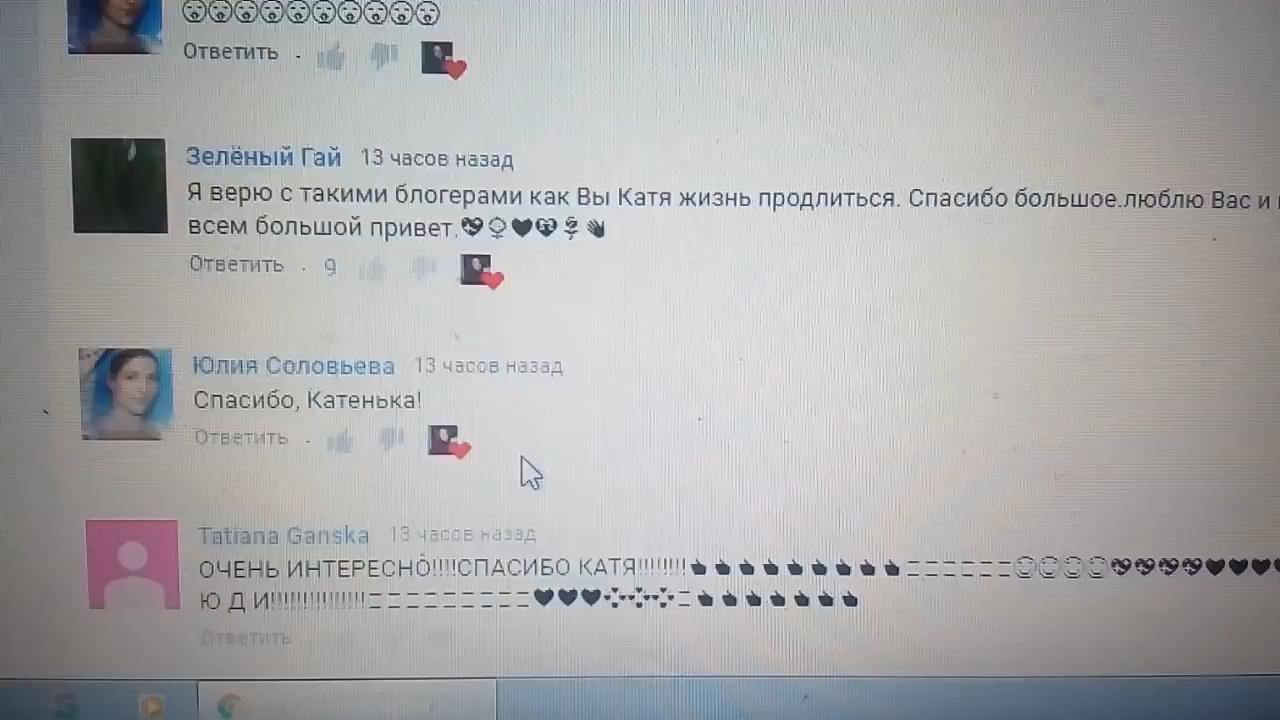 😮😮😮😮😮😮😮😮😮😮
Ответить
Зелёный Гай 13 часов назад
Я верю с такими блогерами как Вы Катя жизнь продлиться. Спасибо большое.люблю Вас и
всем большой привет.
Ответить · 9
Юлия Соловьева 13 часов назад
Спасибо, Катенька!
Ответить
Tatiana Ganska 13 часов назад
ОЧЕНЬ ИНТЕРЕСНО!!!!СПАСИБО КАТЯ!!!!!!!!
Ю Д И!!!!!!!!!!!!!!!!
Ответить